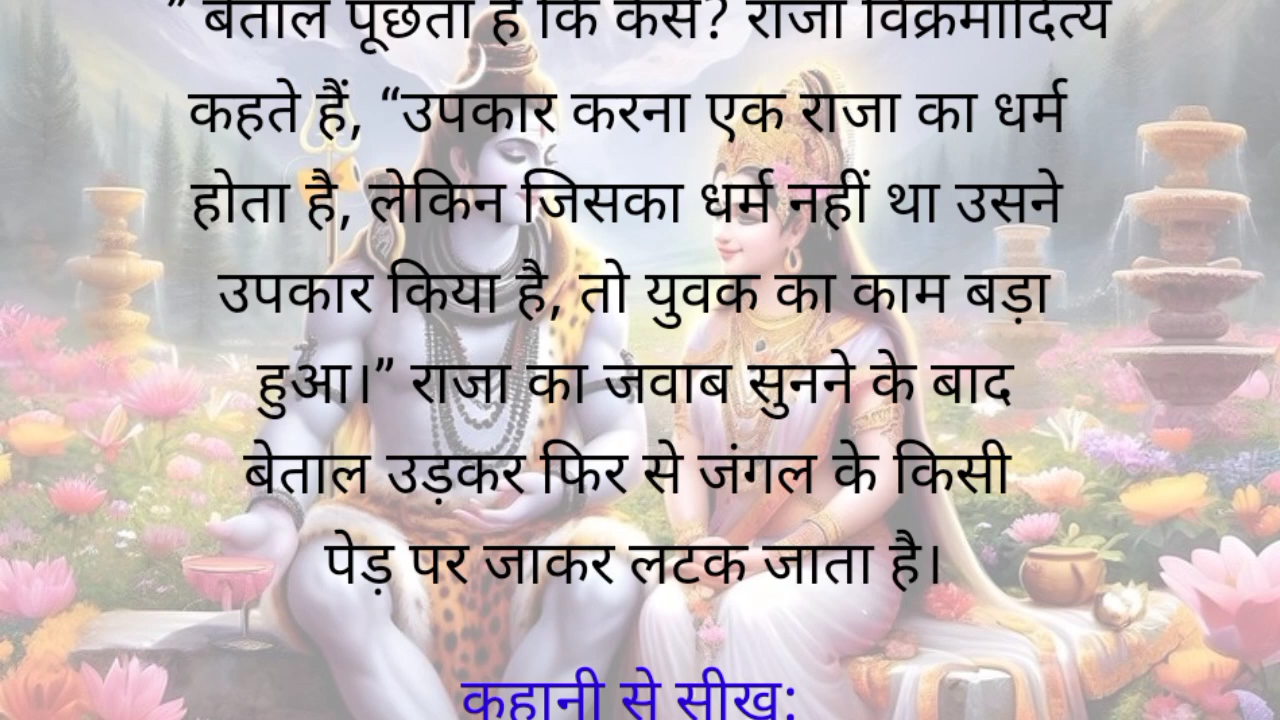 ” बेताल पूछता है कि कैसे? राजा विक्रमादित्य
कहते हैं, “उपकार करना एक राजा का धर्म
होता है, लेकिन जिसका धर्म नहीं था उसने
उपकार किया है, तो युवक का काम बड़ा
हुआ।” राजा का जवाब सुनने के बाद
बेताल उड़कर फिर से जंगल के किसी
पेड़ पर जाकर लटक जाता है।
कहानी से सीख: